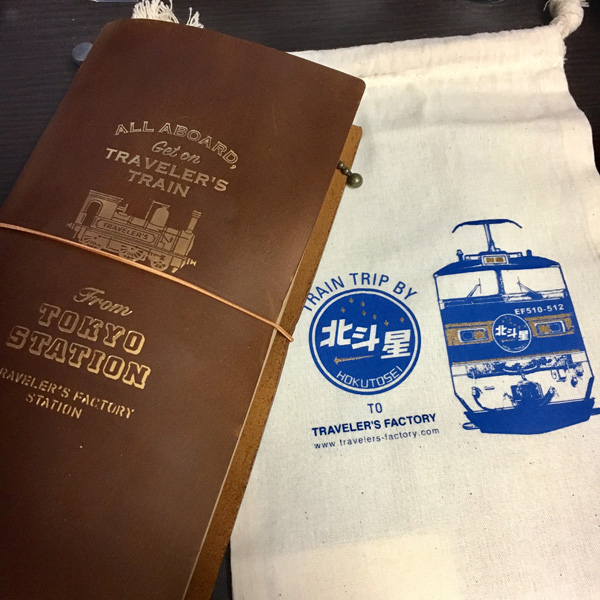 ALL ABOARD,
Get on
TRAVELER'S
TRAIN
TRAVELER'S
From
TOKYO
STATION
TRAVELER'S FACTORY
STATION
TRAIN TRIP BY
北斗星
HOKUTOSEI
TO
TRAVELER'S FACTORY
www.travelers-factory.com
EF510-512
北斗星